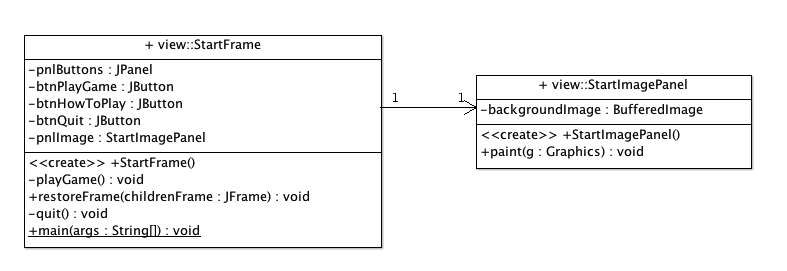 + view::StartFrame
-pnlButtons : JPanel
-btnPlayGame : JButton
-btnHowToPlay : JButton
-btnQuit : JButton
-pnlImage : StartImagePanel
<<create>> +StartFrame()
-playGame() : void
+restoreFrame(childrenFrame : JFrame) : void
-quit() : void
+main(args : String[]) : void
1
1
+ view::StartImagePanel
-backgroundImage : BufferedImage
<<create>> +StartImagePanel()
+paint(g : Graphics) : void